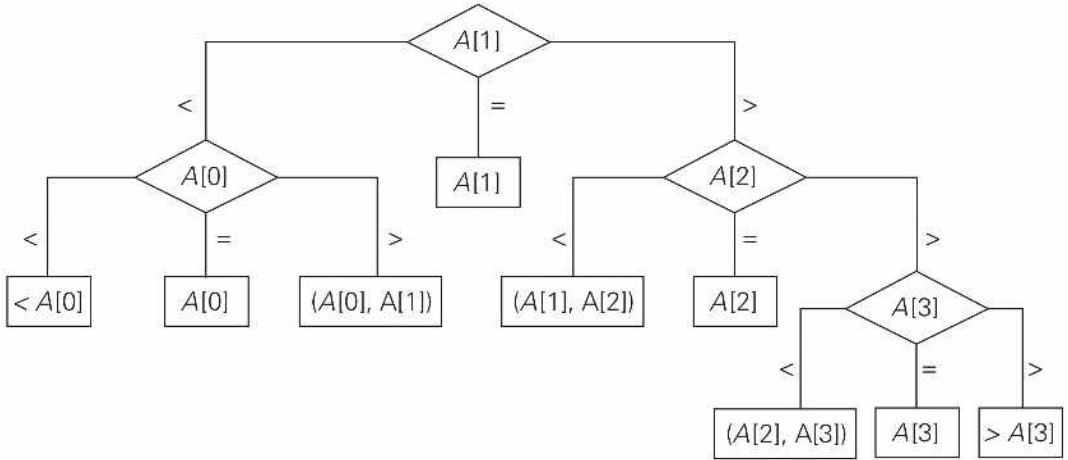 A[1]
< = >
A[0] A[1] A[2]
< = > < = >
< A[0] A[0] (A[0], A[1]) (A[1], A[2]) A[2] A[3]
< = >
(A[2], A[3]) A[3] > A[3]